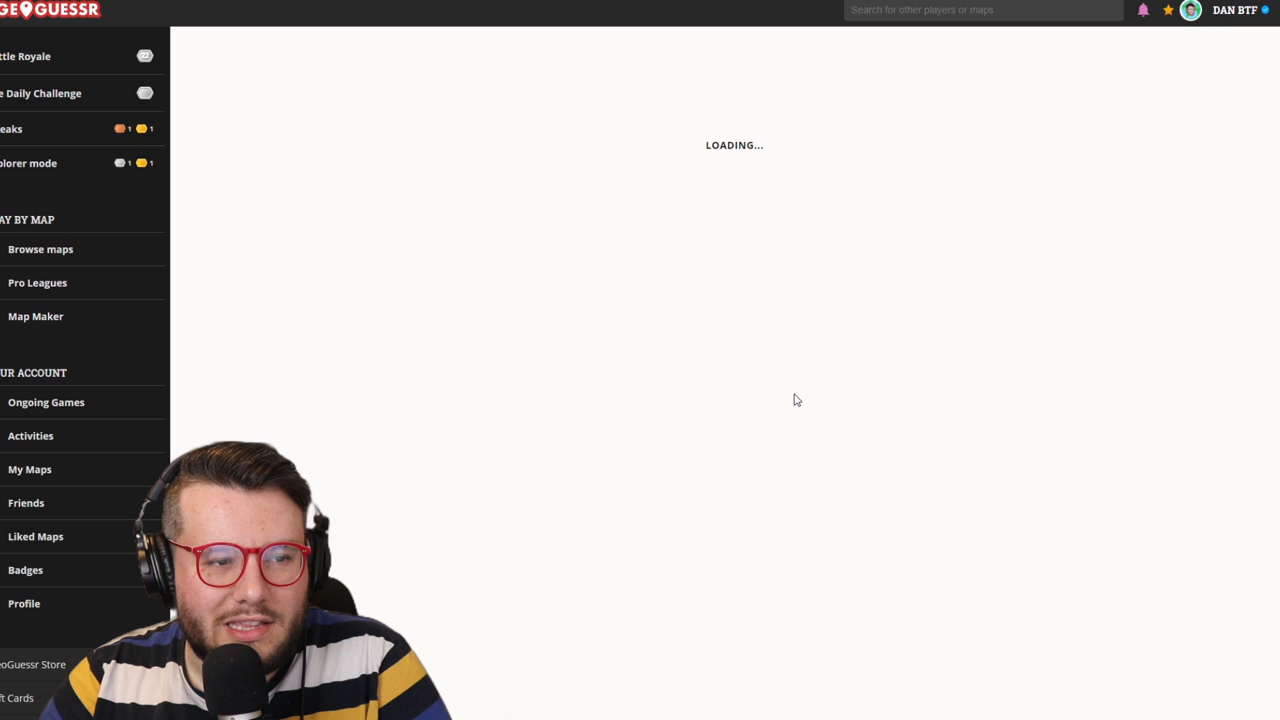 GEOGUESSR
Search for other players or maps
DAN BTF
ttle Royale
22
e Daily Challenge
eaks
1
1
plorer mode
1
1
AY BY MAP
Browse maps
Pro Leagues
Map Maker
UR ACCOUNT
Ongoing Games
Activities
My Maps
Friends
Liked Maps
Badges
Profile
eoGuessr Store
ft Cards
LOADING...